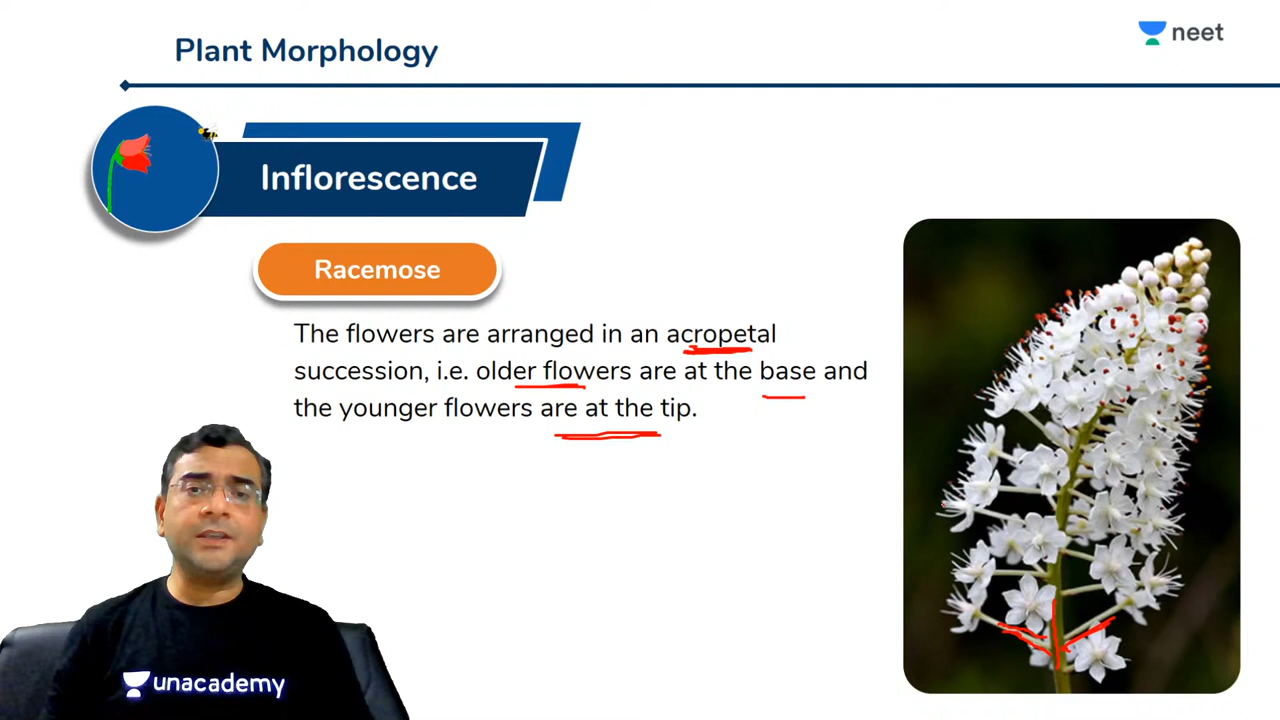 Plant Morphology
neet
Inflorescence
Racemose
The flowers are arranged in an acropetal
succession, i.e. older flowers are at the base and
the younger flowers are at the tip.
unacademy